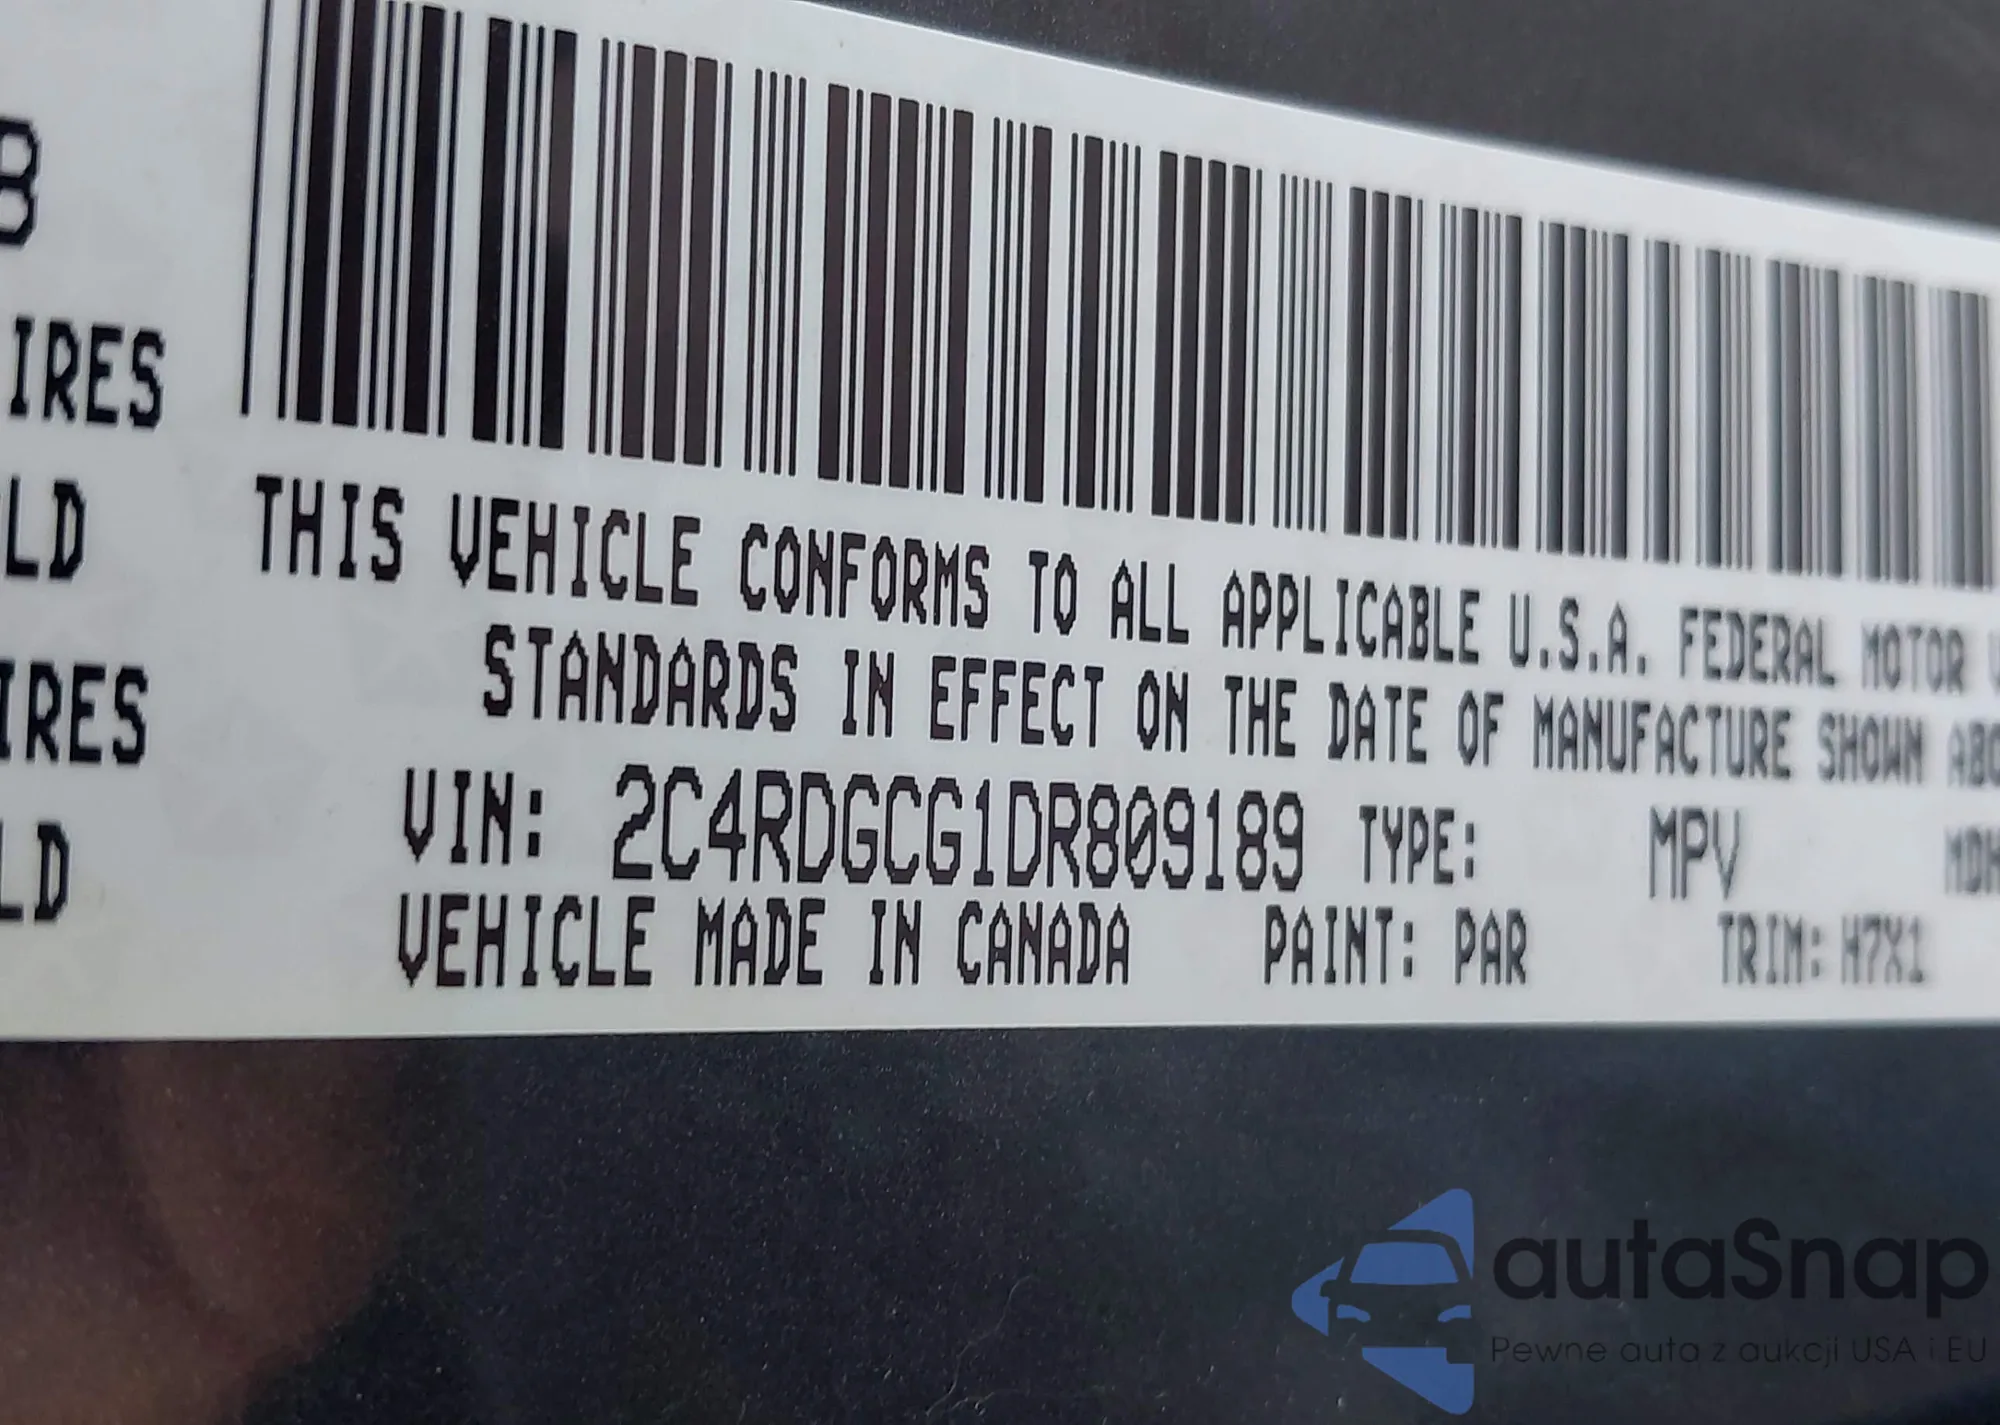 B
IRES
LD
IRES
LD
THIS VEHICLE CONFORMS TO ALL APPLICABLE U.S.A. FEDERAL MOTOR
STANDARDS IN EFFECT ON THE DATE OF MANUFACTURE SHOWN ABO
VIN: 2C4RDGCG1DR809189 TYPE: MPV MDH
VEHICLE MADE IN CANADA PAINT: PAR TRIM: H7X1
autaSnap
Pewne auta z aukcji USA i EU